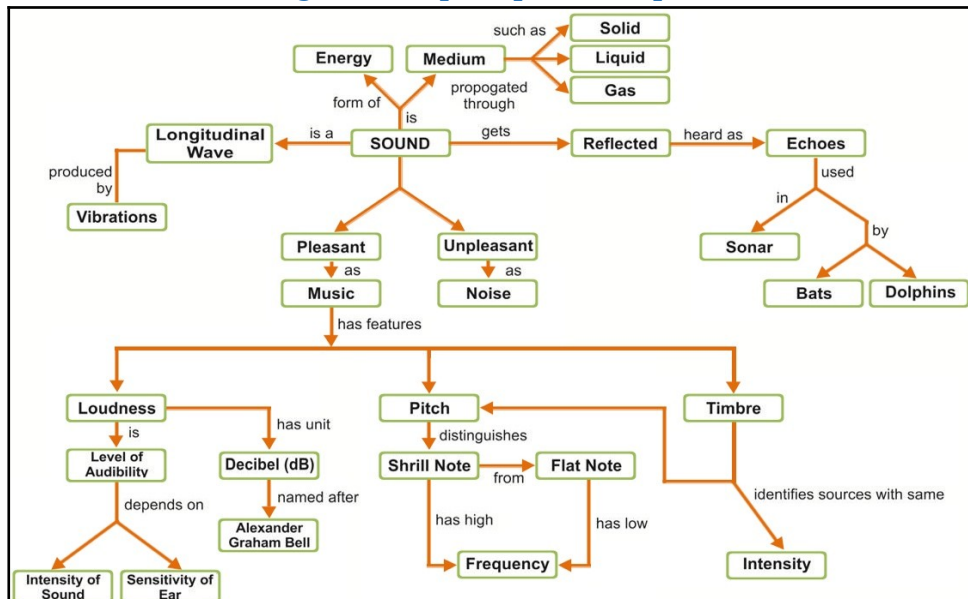 such as
Solid
Energy
Medium
Liquid
form of
propogated
through
Gas
is
Longitudinal
Wave
is a
SOUND
gets
Reflected
heard as
Echoes
produced
by
Vibrations
used
in
by
Pleasant
Unpleasant
Sonar
as
as
Music
Noise
Bats
Dolphins
has features
Loudness
Pitch
Timbre
is
has unit
distinguishes
Level of
Audibility
Decibel (dB)
Shrill Note
from
Flat Note
depends on
named after
identifies sources with same
has high
has low
Alexander
Graham Bell
Frequency
Intensity
Intensity of
Sound
Sensitivity of
Ear